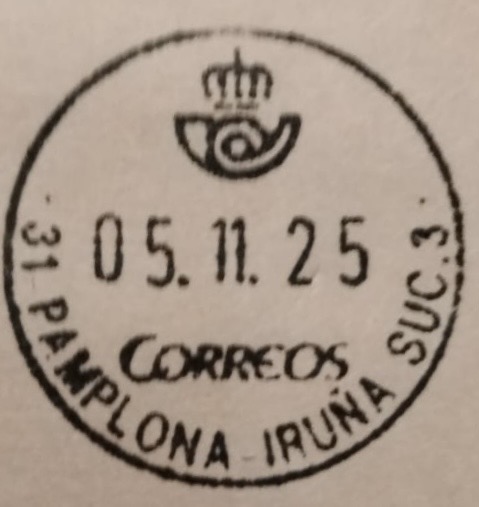 05.11.25
CORREOS
31 PAMPLONA-IRUÑA SUC.3